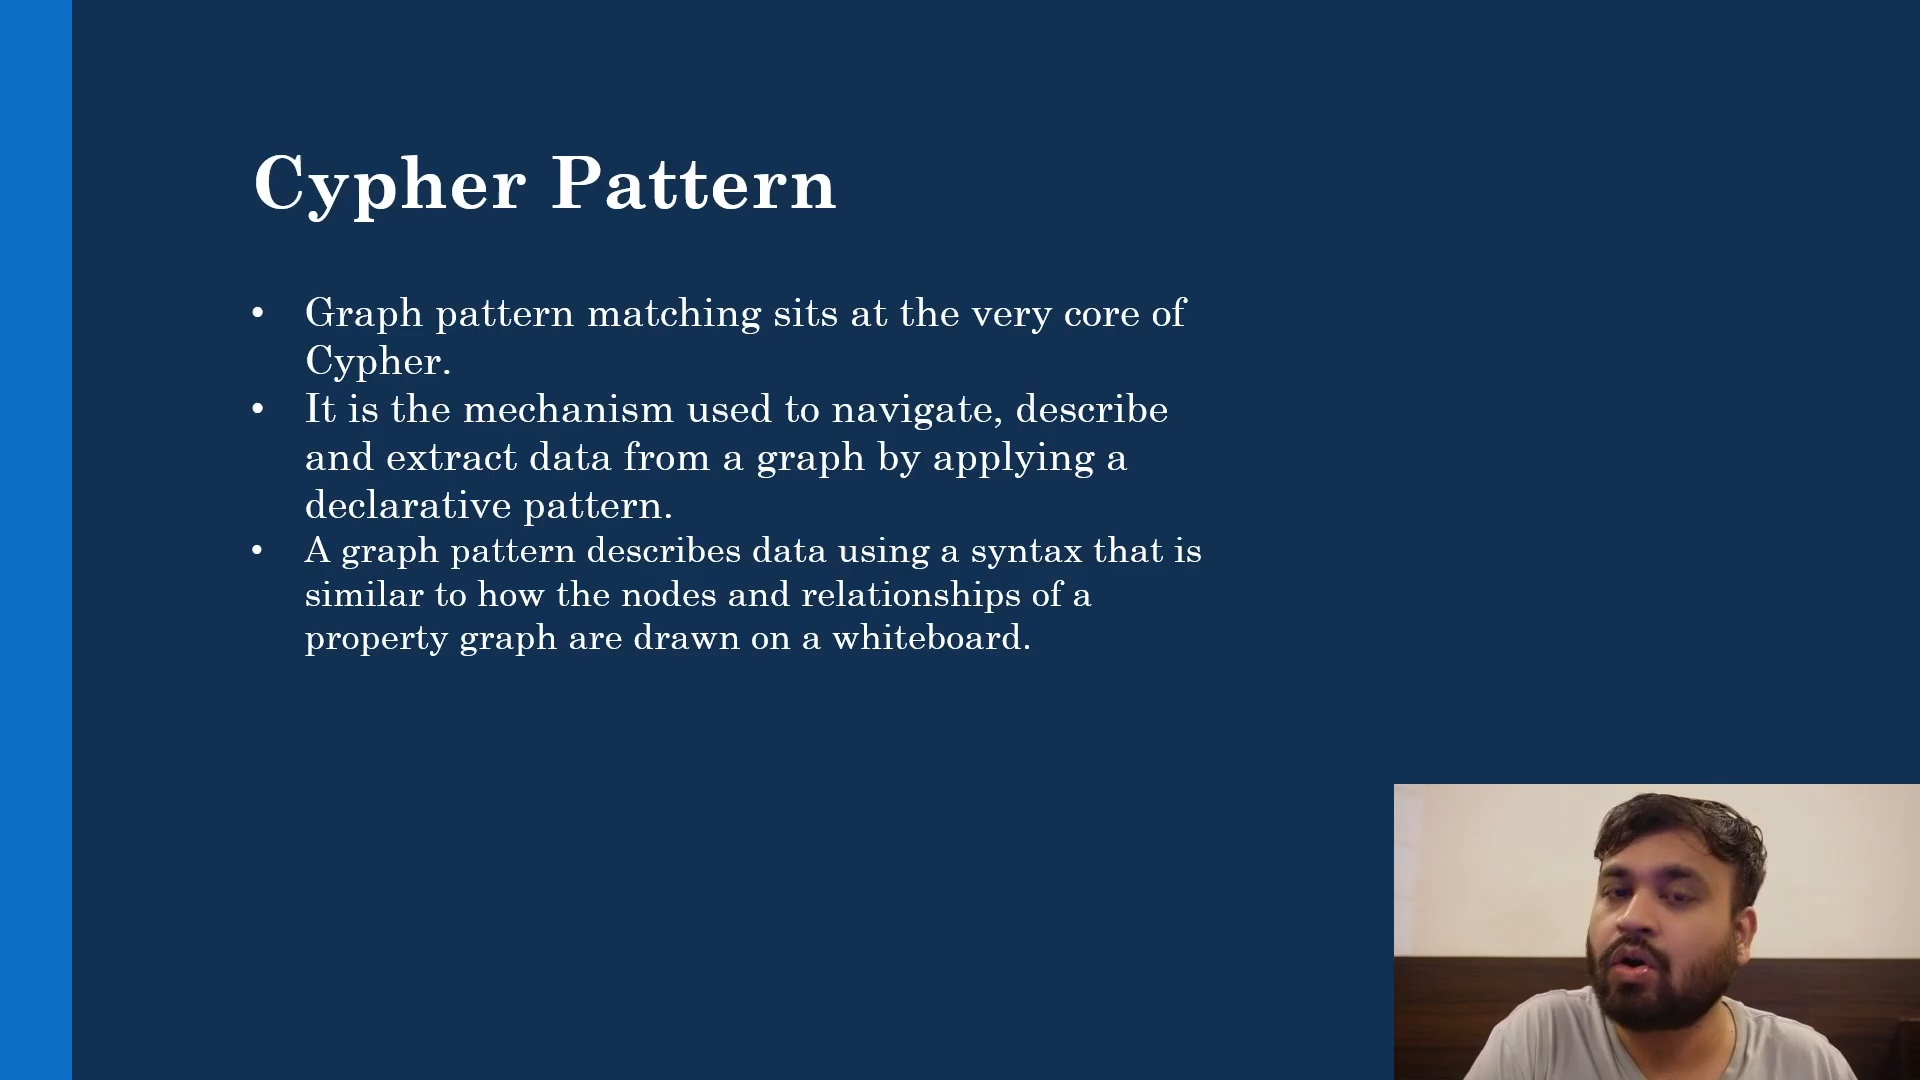 Cypher Pattern
• Graph pattern matching sits at the very core of
Cypher.
• It is the mechanism used to navigate, describe
and extract data from a graph by applying a
declarative pattern.
• A graph pattern describes data using a syntax that is
similar to how the nodes and relationships of a
property graph are drawn on a whiteboard.